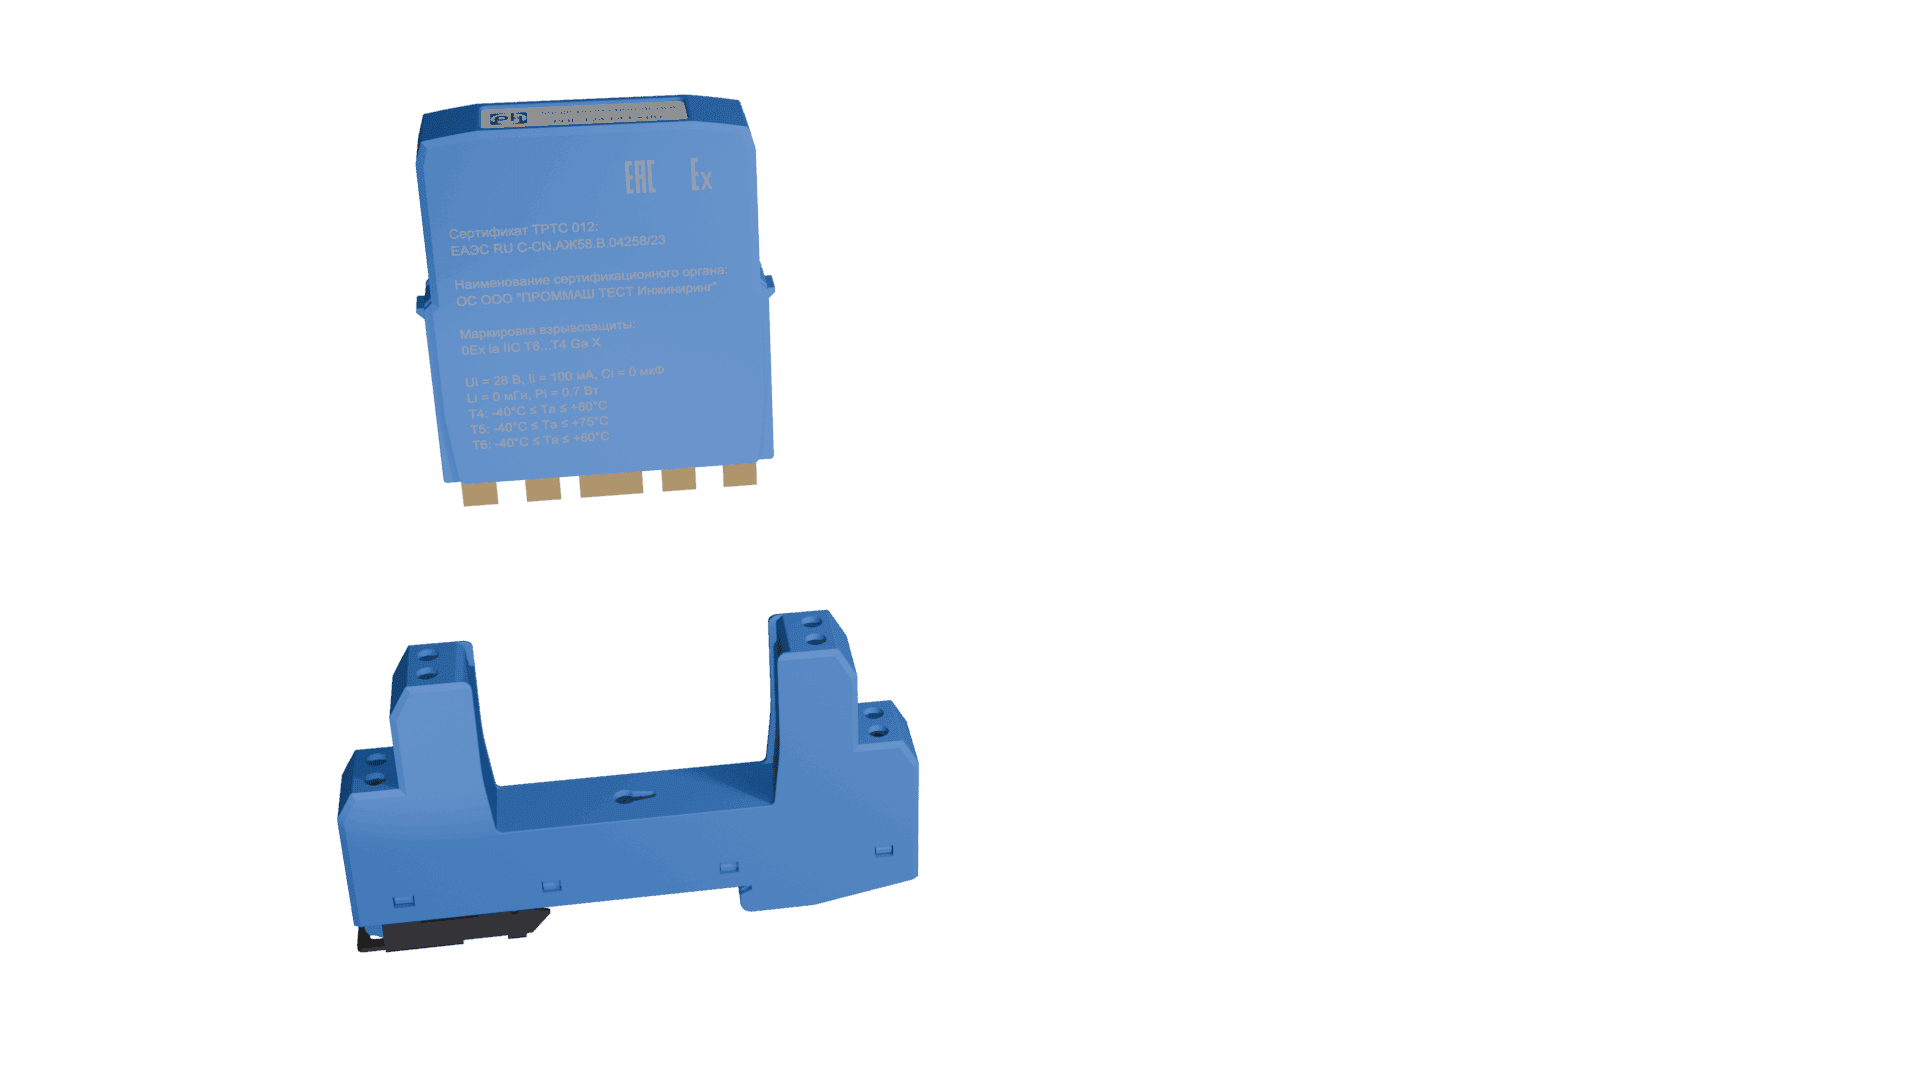 EAC Ex
Сертификат ТРТС 012:
ЕАЭС RU C-CN.АЖ58.В.04258/23
Наименование сертификационного органа:
ОС ООО "ПРОММАШ ТЕСТ Инжиниринг"
Маркировка взрывозащиты:
0Ex ia IIC T6...T4 Ga X
Ui = 28 В, Ii = 100 мА, Ci = 0 мкФ
Li = 0 мГн, Pi = 0,7 Вт
T4: -40°C ≤ Ta ≤ +80°C
T5: -40°C ≤ Ta ≤ +75°C
T6: -40°C ≤ Ta ≤ +60°C